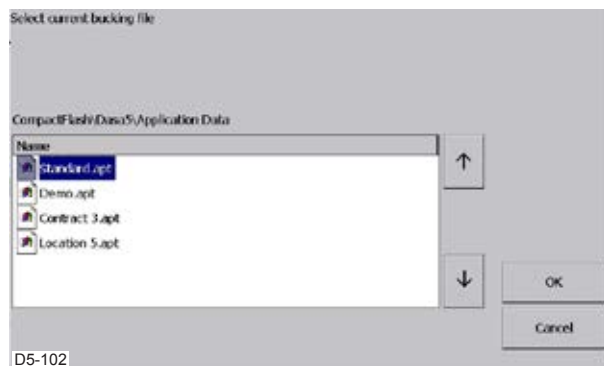 Select current bucking file
CompactFlash\Dasa5\Application Data
Name
Standard.apt
Demo.apt
Contract 3.apt
Location 5.apt
OK
Cancel
D5-102